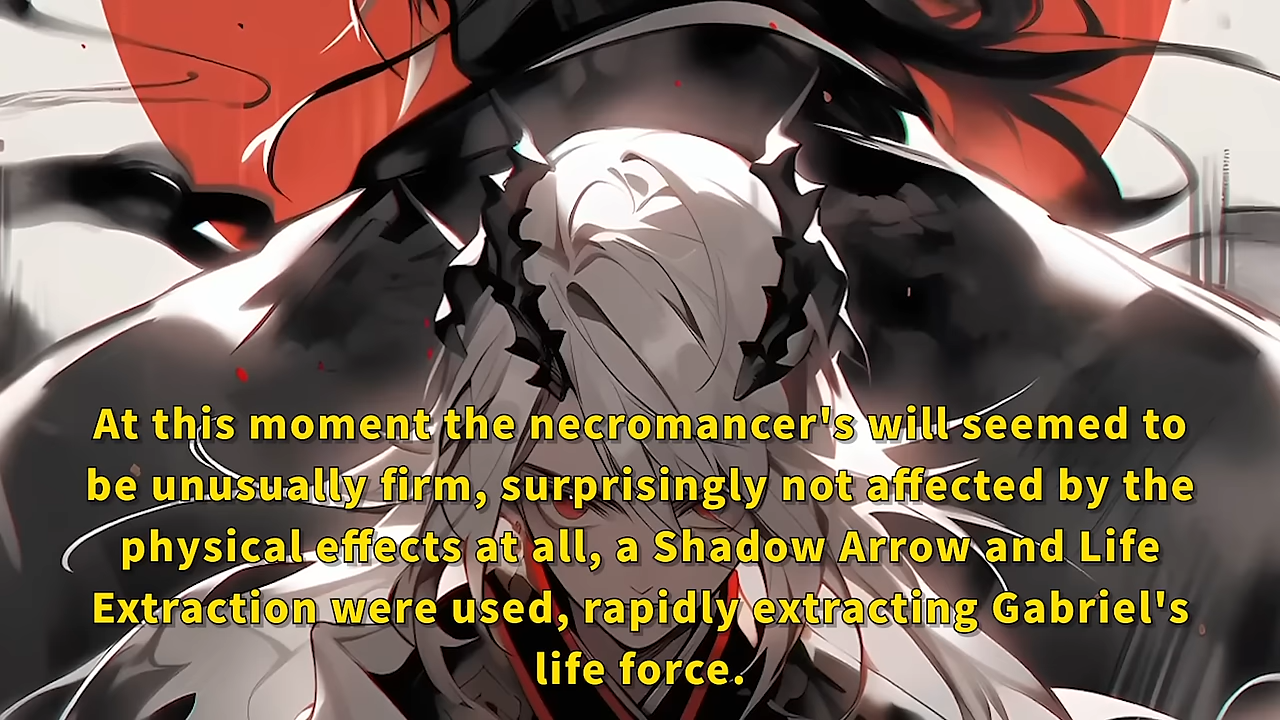 At this moment the necromancer's will seemed to
be unusually firm, surprisingly not affected by the
physical effects at all, a Shadow Arrow and Life
Extraction were used, rapidly extracting Gabriel's
life force.